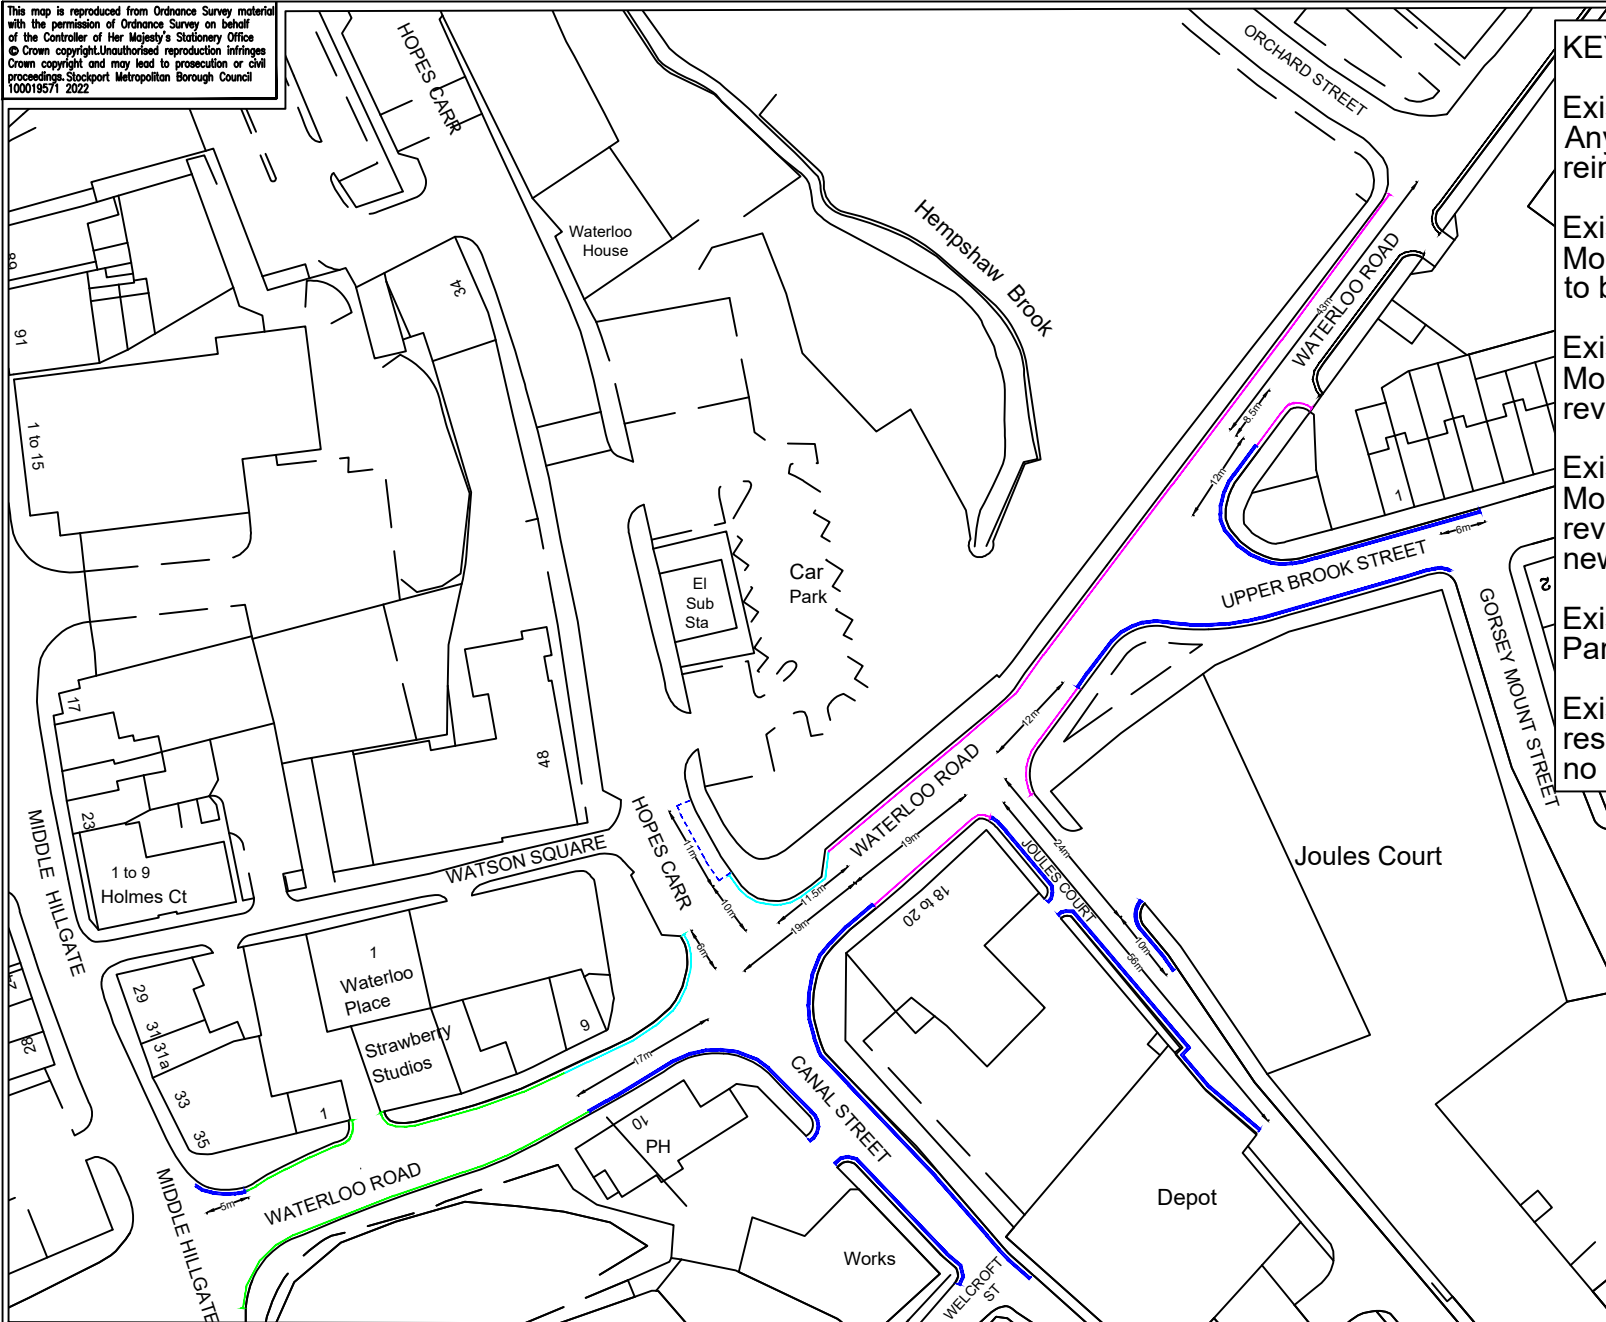 This map is reproduced from Ordnance Survey material
with the permission of Ordnance Survey on behalf
of the Controller of Her Majesty's Stationery Office
© Crown copyright.Unauthorised reproduction infringes
Crown copyright and may lead to prosecution or civil
proceedings. Stockport Metropolitan Borough Council
100019571 2022
HOPES CARR
ORCHARD STREET
KEY
Exi
Any
rein
Exi
Mo
to b
Exi
Mo
rev
Exi
Mo
rev
new
Exi
Par
Exi
res
no
Waterloo
House
Hempshaw Brook
89
91
34
1 to 15
WATERLOO ROAD
43m
8.5m
12m
1
6m
UPPER BROOK STREET
GORSEY MOUNT STREET
2
El
Sub
Sta
Car
Park
17
23
48
MIDDLE HILLGATE
1 to 9
Holmes Ct
WATSON SQUARE
HOPES CARR
11m
10m
6m
11.5m
19m
19m
WATERLOO ROAD
12m
24m
JOULES COURT
Joules Court
18 to 20
10m
56m
1
Waterloo
Place
Strawberry
Studios
9
29
31
31a
33
35
1
28
17m
10
PH
CANAL STREET
5m
WATERLOO ROAD
MIDDLE HILLGATE
Works
WELCROFT
ST
Depot